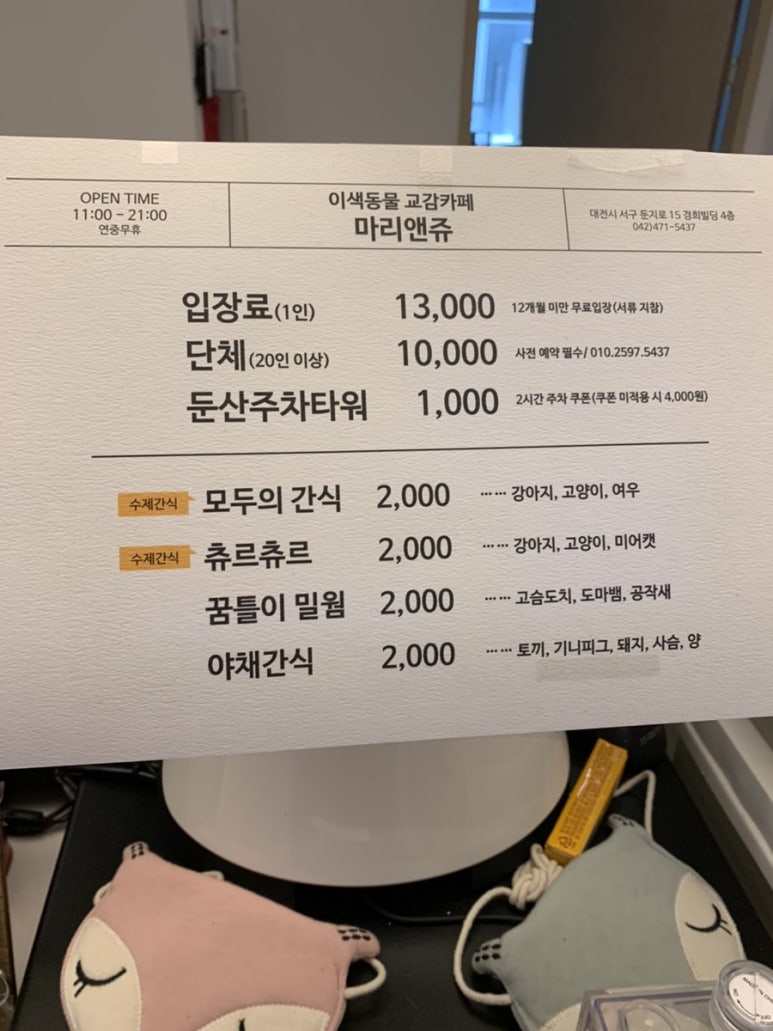 OPEN TIME
11:00 - 21:00
연중무휴
이색동물 교감카페
마리앤쥬
대전시 서구 둔지로 15 경희빌딩 4층
042)471-5437
입장료(1인) 13,000 12개월 미만 무료입장(서류 지참)
단체(20인 이상) 10,000 사전 예약 필수/ 010.2597.5437
둔산주차타워 1,000 2시간 주차 쿠폰(쿠폰 미적용 시 4,000원)
수제간식 모두의 간식 2,000 ...... 강아지, 고양이, 여우
수제간식 츄르츄르 2,000 ...... 강아지, 고양이, 미어캣
꿈틀이 밀웜 2,000 ...... 고슴도치, 도마뱀, 공작새
야채간식 2,000 ...... 토끼, 기니피그, 돼지, 사슴, 양